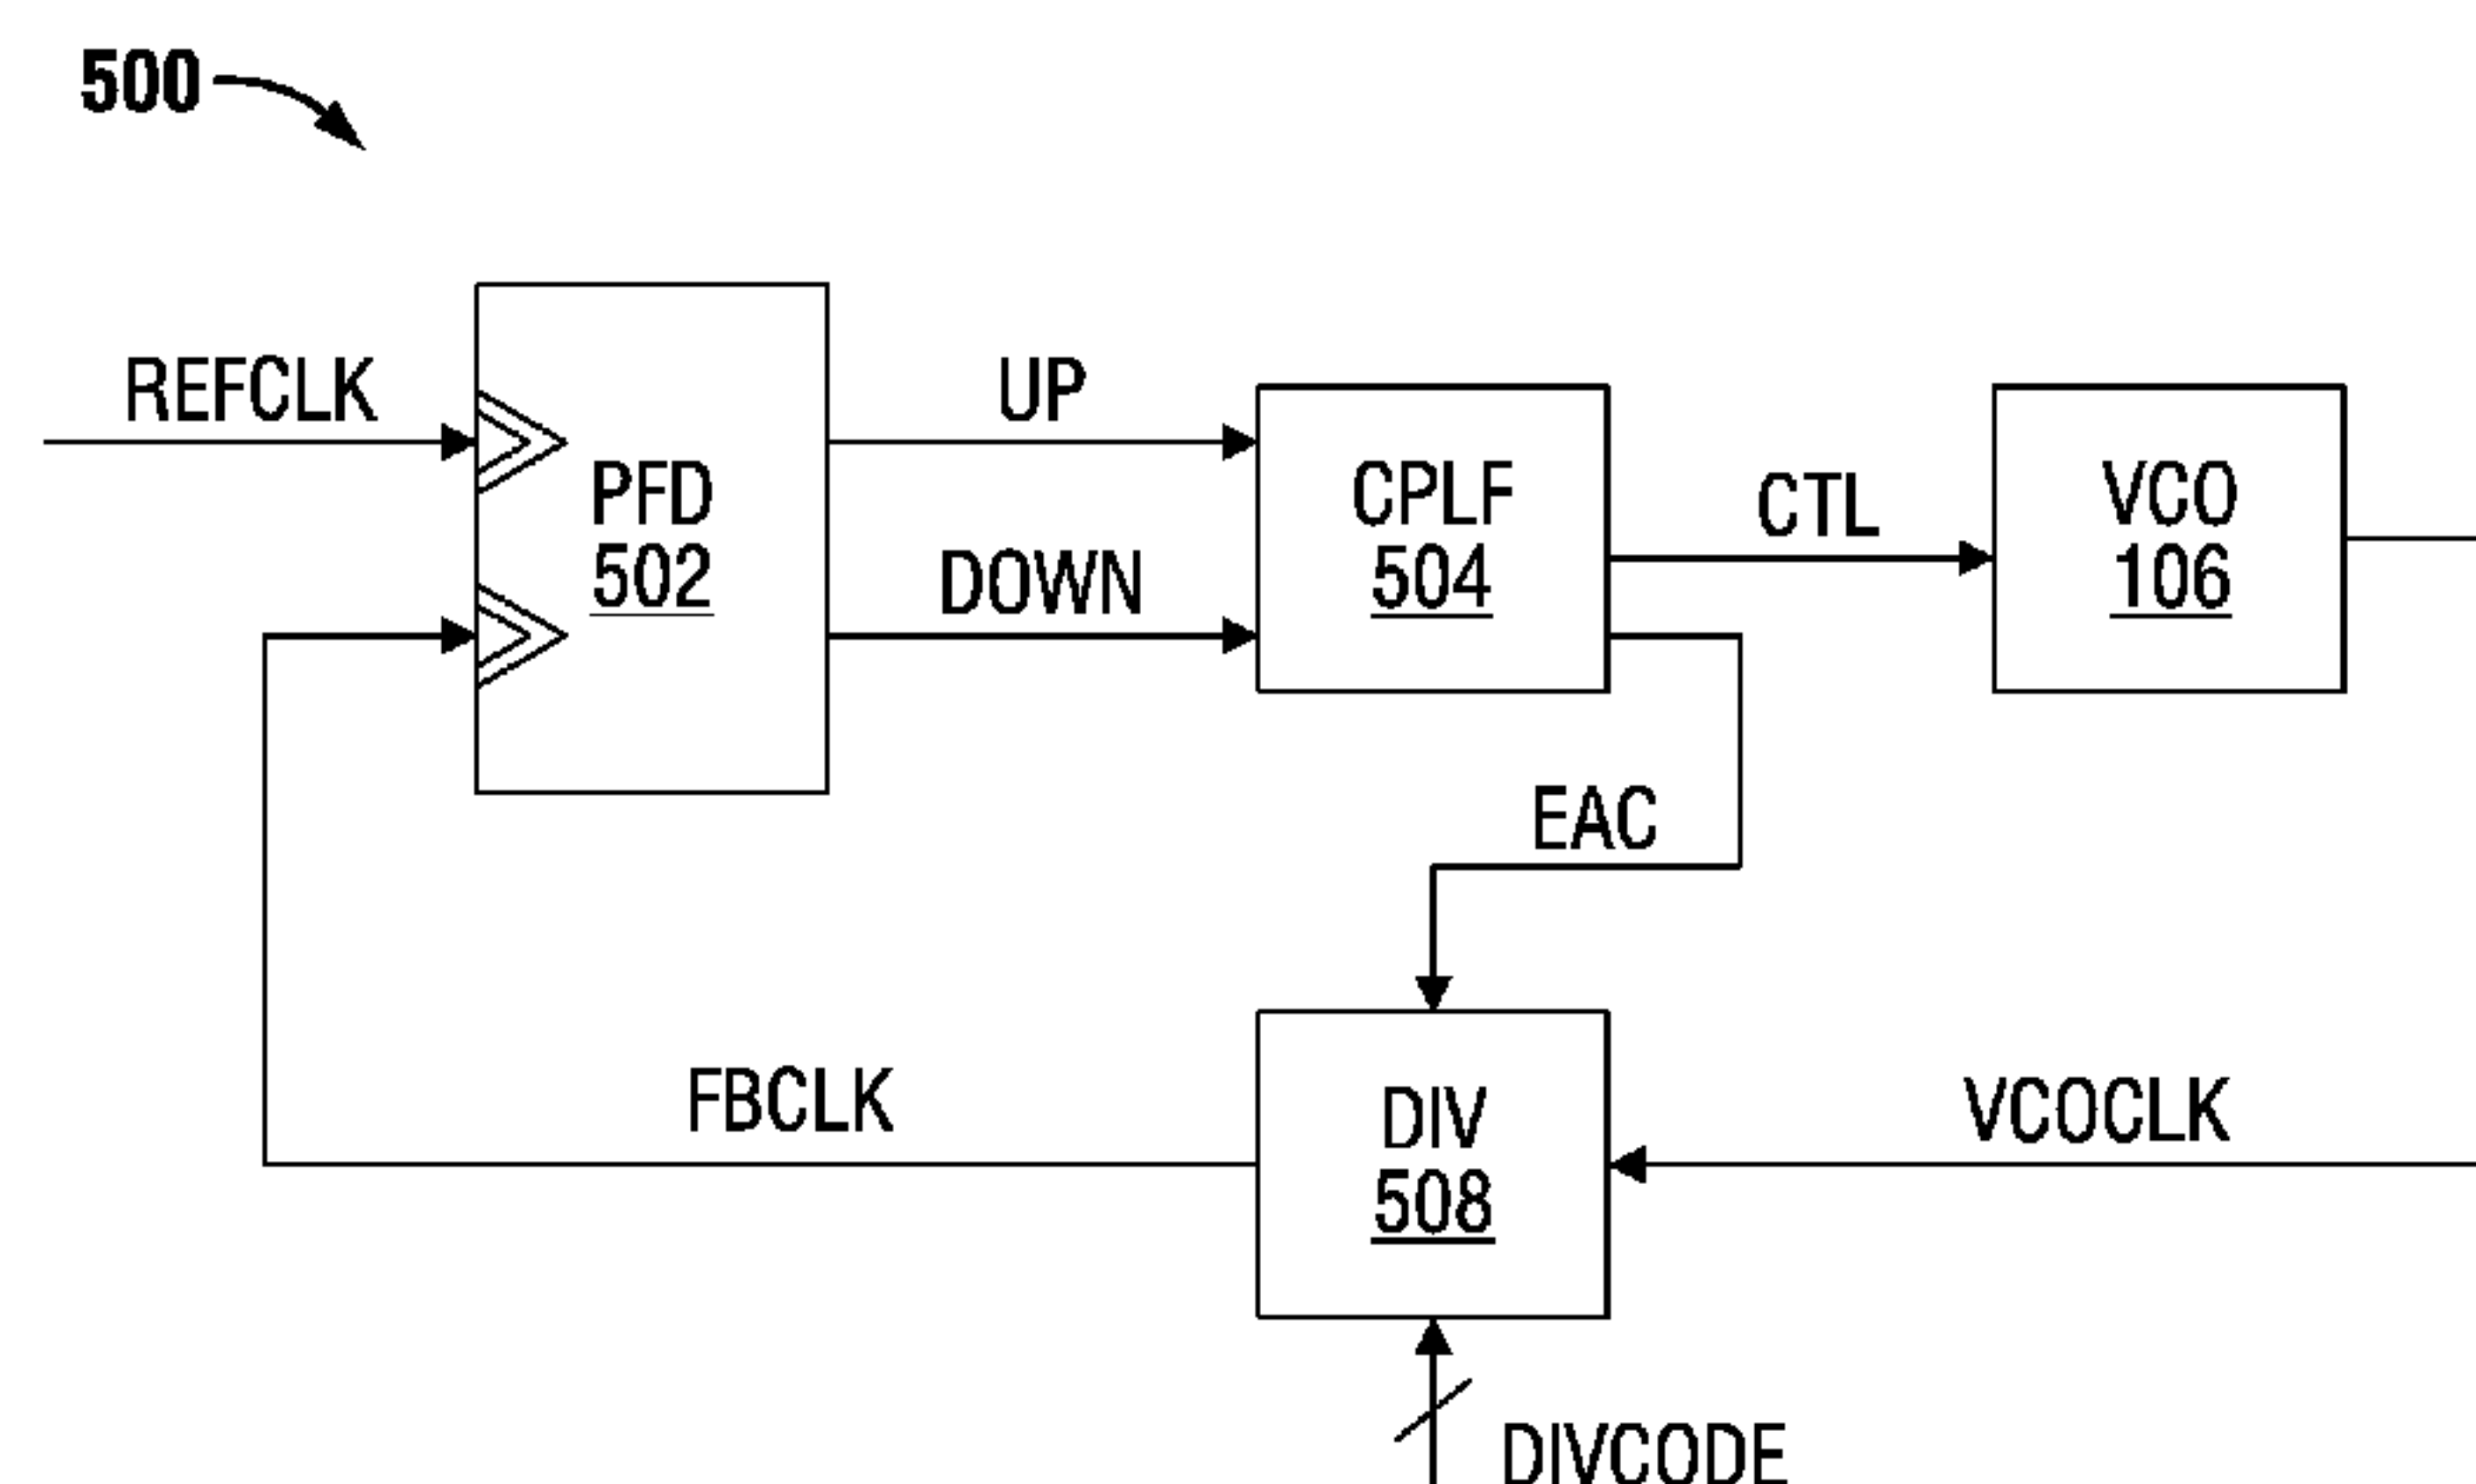 500
REFCLK
UP
PFD
502
CPLF
504
CTL
VCO
106
DOWN
EAC
FBCLK
DIV
508
VCOCLK
DIVCODE